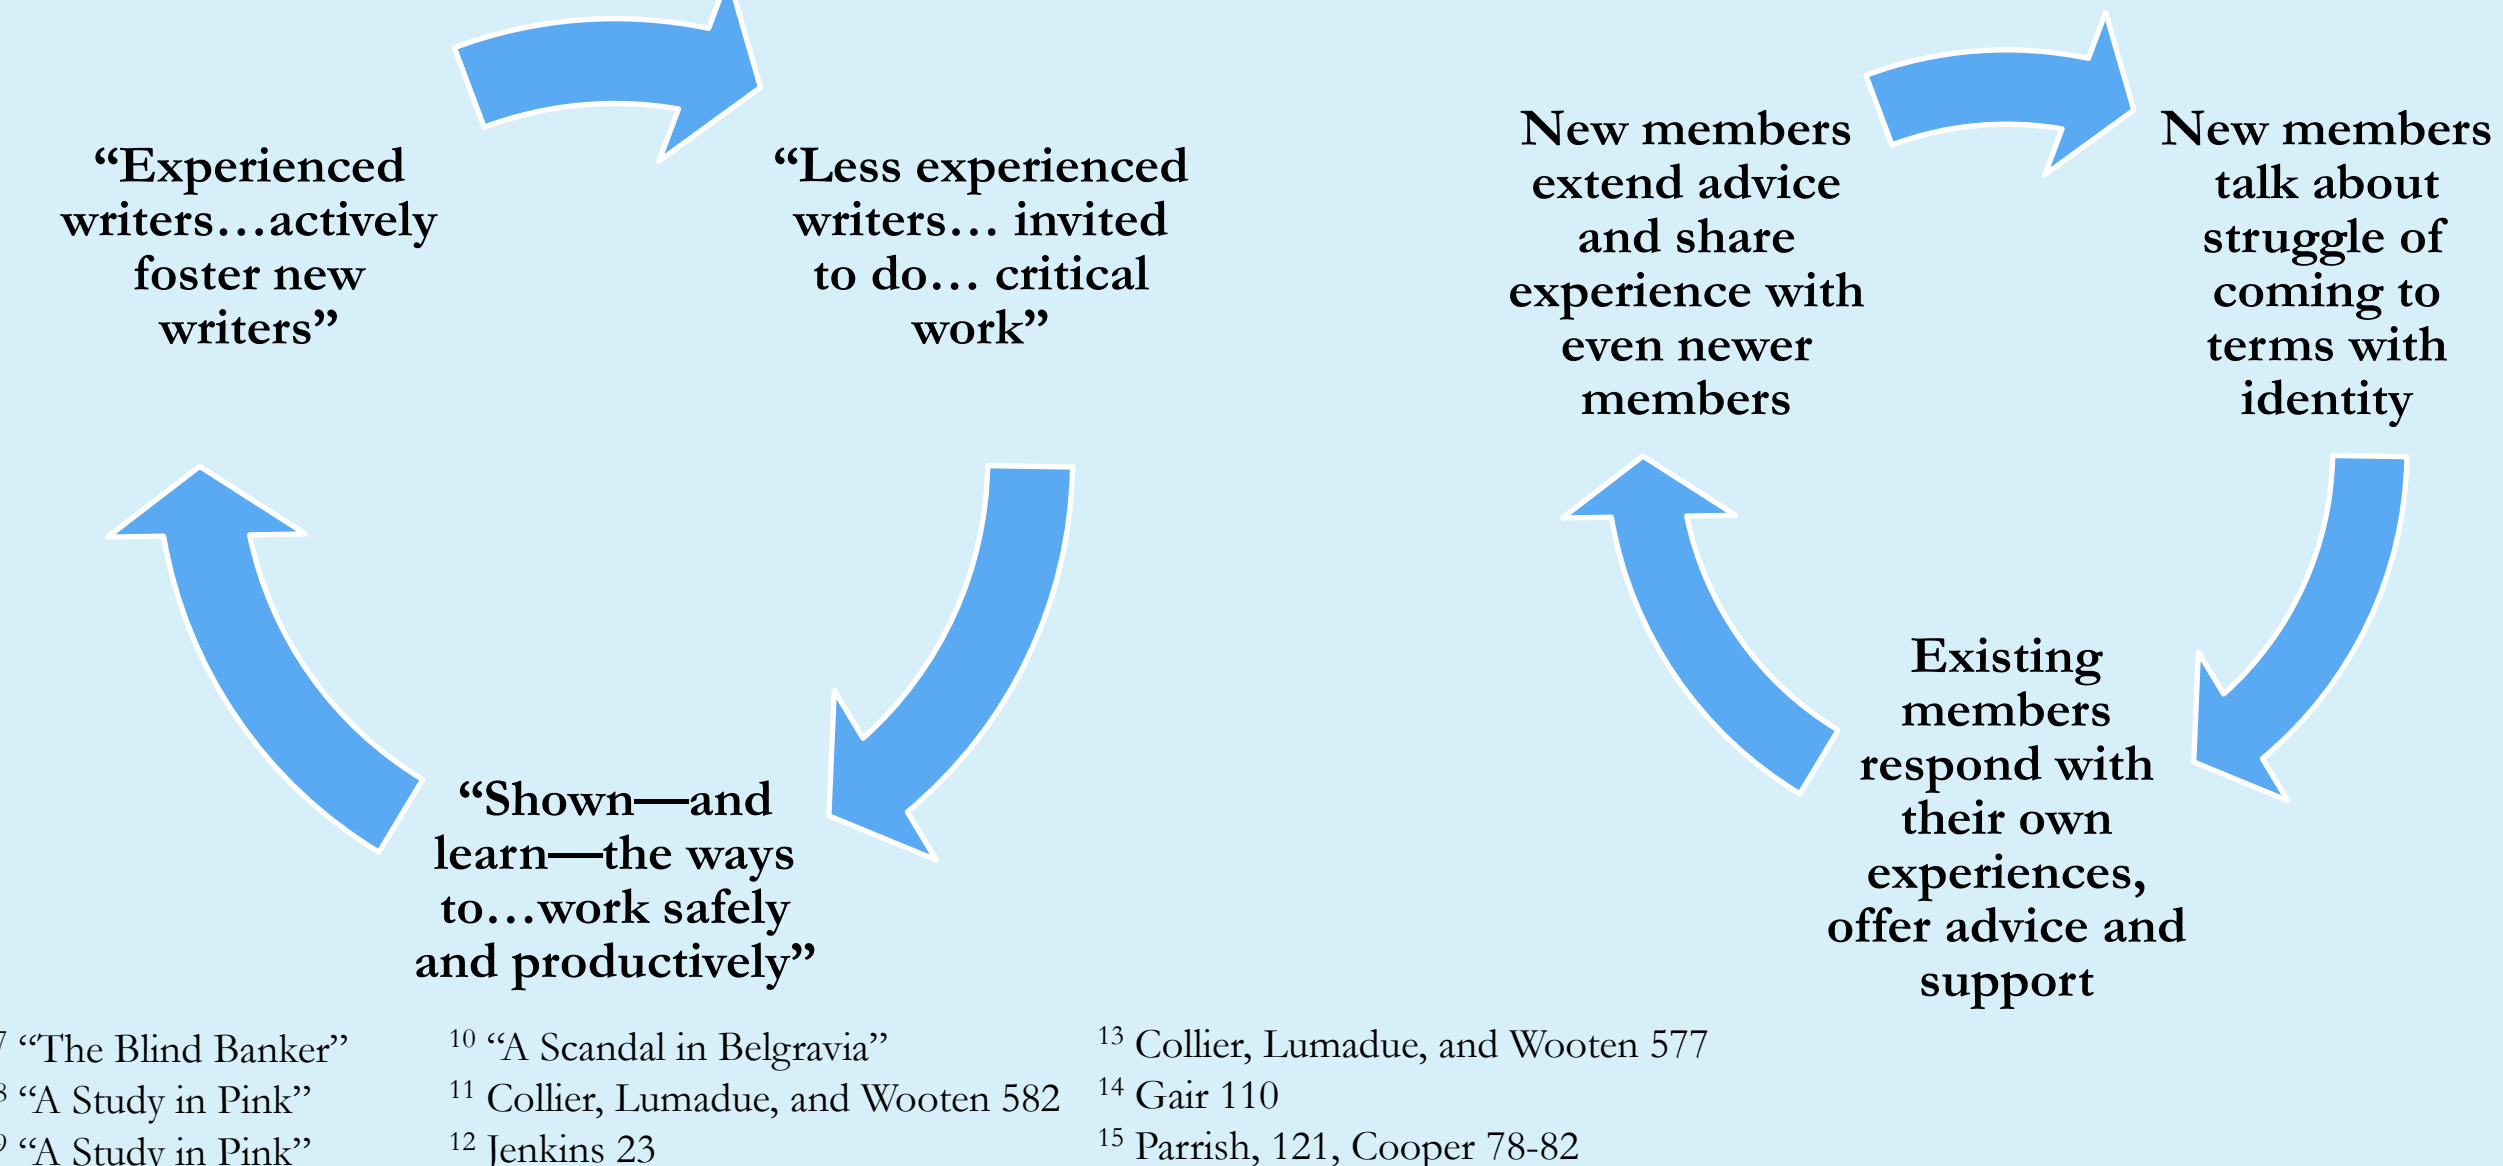 “Experienced
writers…actively
foster new
writers”
“Less experienced
writers… invited
to do… critical
work”
“Shown—and
learn—the ways
to…work safely
and productively”
New members
extend advice
and share
experience with
even newer
members
New members
talk about
struggle of
coming to
terms with
identity
Existing
members
respond with
their own
experiences,
offer advice and
support
7 “The Blind Banker”
8 “A Study in Pink”
9 “A Study in Pink”
10 “A Scandal in Belgravia”
11 Collier, Lumadue, and Wooten 582
12 Jenkins 23
13 Collier, Lumadue, and Wooten 577
14 Gair 110
15 Parrish, 121, Cooper 78-82